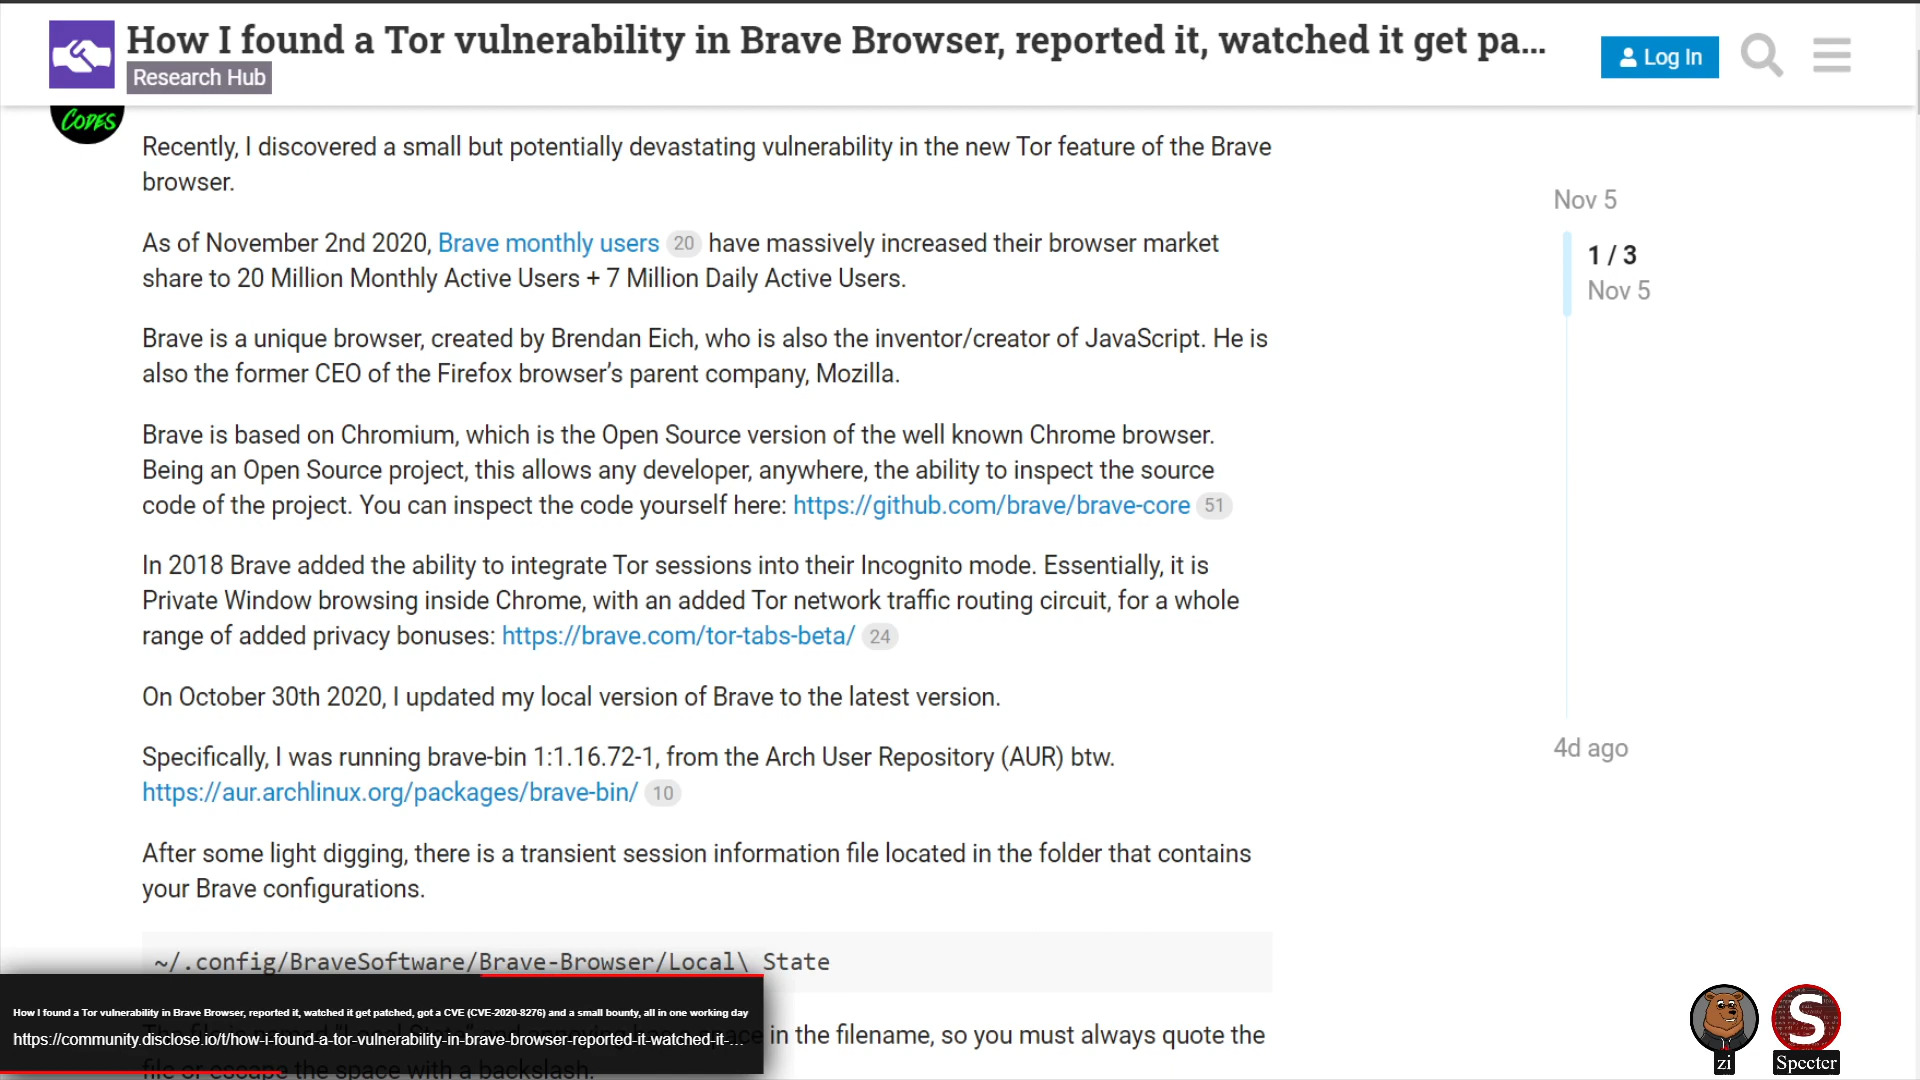 How I found a Tor vulnerability in Brave Browser, reported it, watched it get pa...
Research Hub
Log In
CODES
Recently, I discovered a small but potentially devastating vulnerability in the new Tor feature of the Brave
browser.
Nov 5
1 / 3
Nov 5
As of November 2nd 2020, Brave monthly users 20 have massively increased their browser market
share to 20 Million Monthly Active Users + 7 Million Daily Active Users.
Brave is a unique browser, created by Brendan Eich, who is also the inventor/creator of JavaScript. He is
also the former CEO of the Firefox browser’s parent company, Mozilla.
Brave is based on Chromium, which is the Open Source version of the well known Chrome browser.
Being an Open Source project, this allows any developer, anywhere, the ability to inspect the source
code of the project. You can inspect the code yourself here: https://github.com/brave/brave-core 51
In 2018 Brave added the ability to integrate Tor sessions into their Incognito mode. Essentially, it is
Private Window browsing inside Chrome, with an added Tor network traffic routing circuit, for a whole
range of added privacy bonuses: https://brave.com/tor-tabs-beta/ 24
On October 30th 2020, I updated my local version of Brave to the latest version.
Specifically, I was running brave-bin 1:1.16.72-1, from the Arch User Repository (AUR) btw.
https://aur.archlinux.org/packages/brave-bin/ 10
4d ago
After some light digging, there is a transient session information file located in the folder that contains
your Brave configurations.
~/.config/BraveSoftware/Brave-Browser/Local\ State
How I found a Tor vulnerability in Brave Browser, reported it, watched it get patched, got a CVE (CVE-2020-8276) and a small bounty, all in one working day
https://community.disclose.io/t/how-i-found-a-tor-vulnerability-in-brave-browser-reported-it-watched-it-...
in the filename, so you must always quote the
file or escape the space with a backslash.
S
zi
Specter